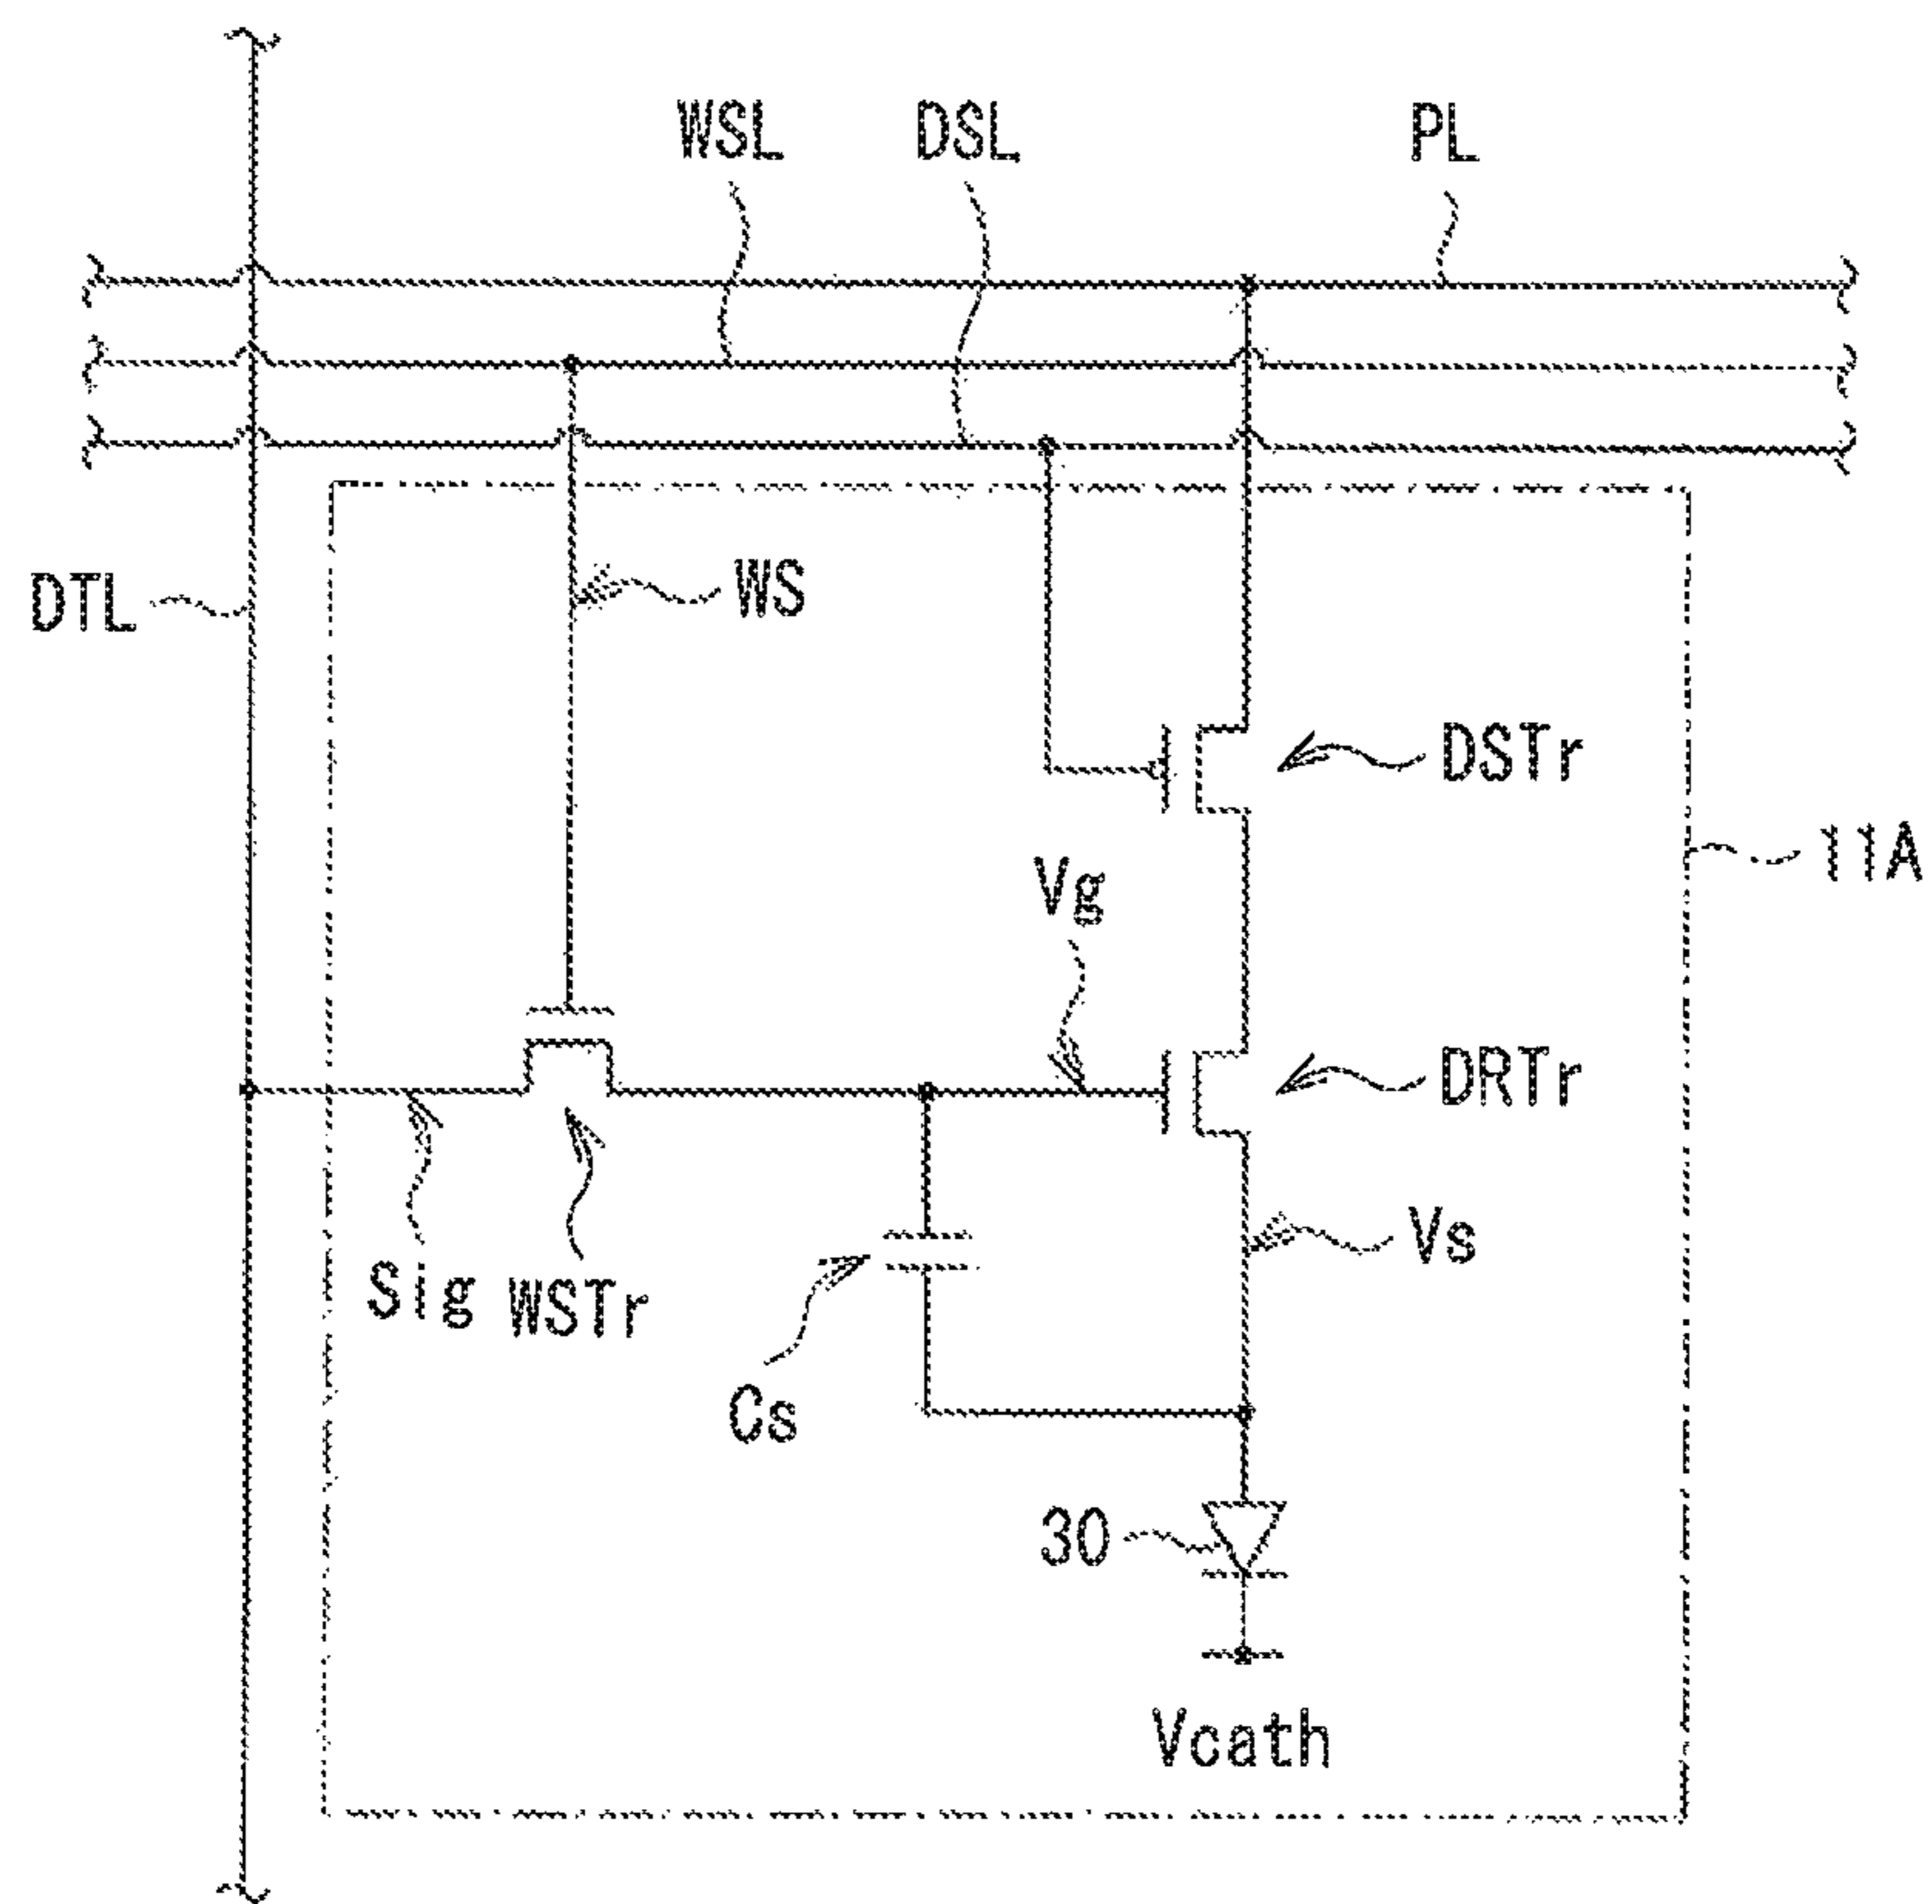 WSL
DSL
PL
DTL
WS
DSTr
11A
Vg
DRTr
Vs
Sig
WSTr
Cs
30
Vcath